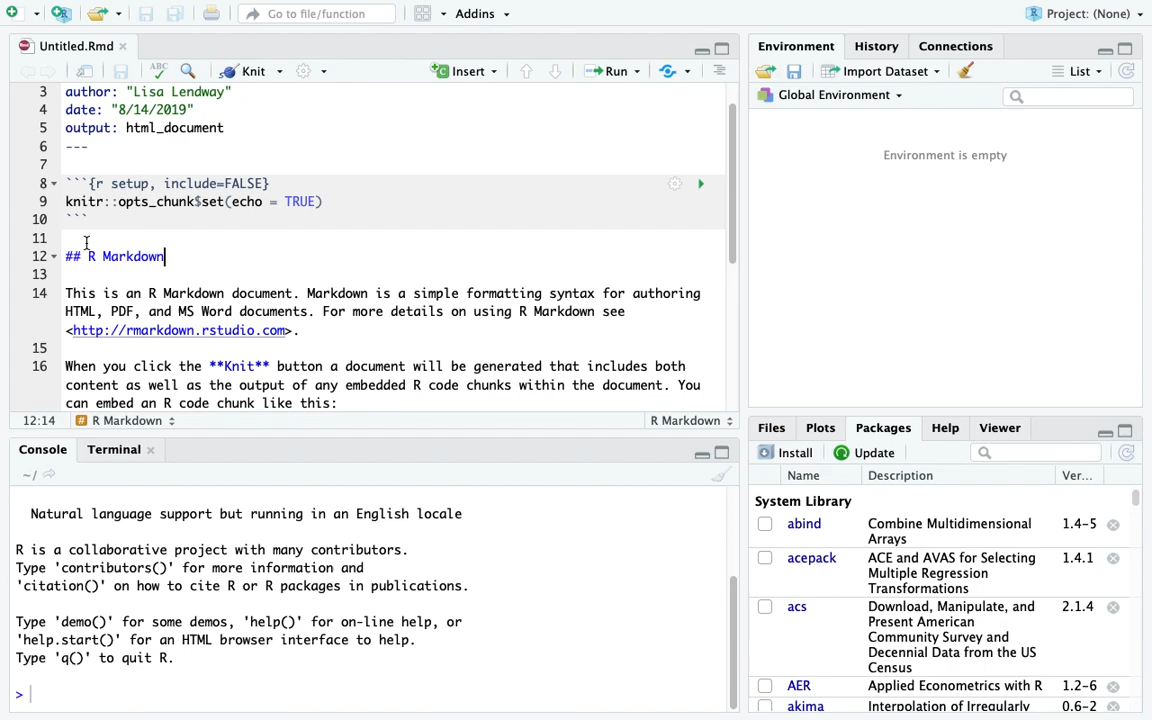 Go to file/function
Addins
Project: (None)
Untitled.Rmd
ABC
Knit
Insert
Run
3 author: "Lisa Lendway"
4 date: "8/14/2019"
5 output: html_document
6 ---
7
8 ```{r setup, include=FALSE}
9 knitr::opts_chunk$set(echo = TRUE)
10 ```
11
12 ## R Markdown
13
14 This is an R Markdown document. Markdown is a simple formatting syntax for authoring
HTML, PDF, and MS Word documents. For more details on using R Markdown see
<http://rmarkdown.rstudio.com>.
15
16 When you click the **Knit** button a document will be generated that includes both
content as well as the output of any embedded R code chunks within the document. You
can embed an R code chunk like this:
12:14 # R Markdown R Markdown
Console Terminal
~/
Natural language support but running in an English locale
R is a collaborative project with many contributors.
Type 'contributors()' for more information and
'citation()' on how to cite R or R packages in publications.
Type 'demo()' for some demos, 'help()' for on-line help, or
'help.start()' for an HTML browser interface to help.
Type 'q()' to quit R.
>
Environment History Connections
Import Dataset List
Global Environment
Environment is empty
Files Plots Packages Help Viewer
Install Update
Name Description Ver...
System Library
abind Combine Multidimensional 1.4-5
Arrays
acepack ACE and AVAS for Selecting 1.4.1
Multiple Regression
Transformations
acs Download, Manipulate, and 2.1.4
Present American
Community Survey and
Decennial Data from the US
Census
AER Applied Econometrics with R 1.2-6
akima Interpolation of Irregularly 0.6-2